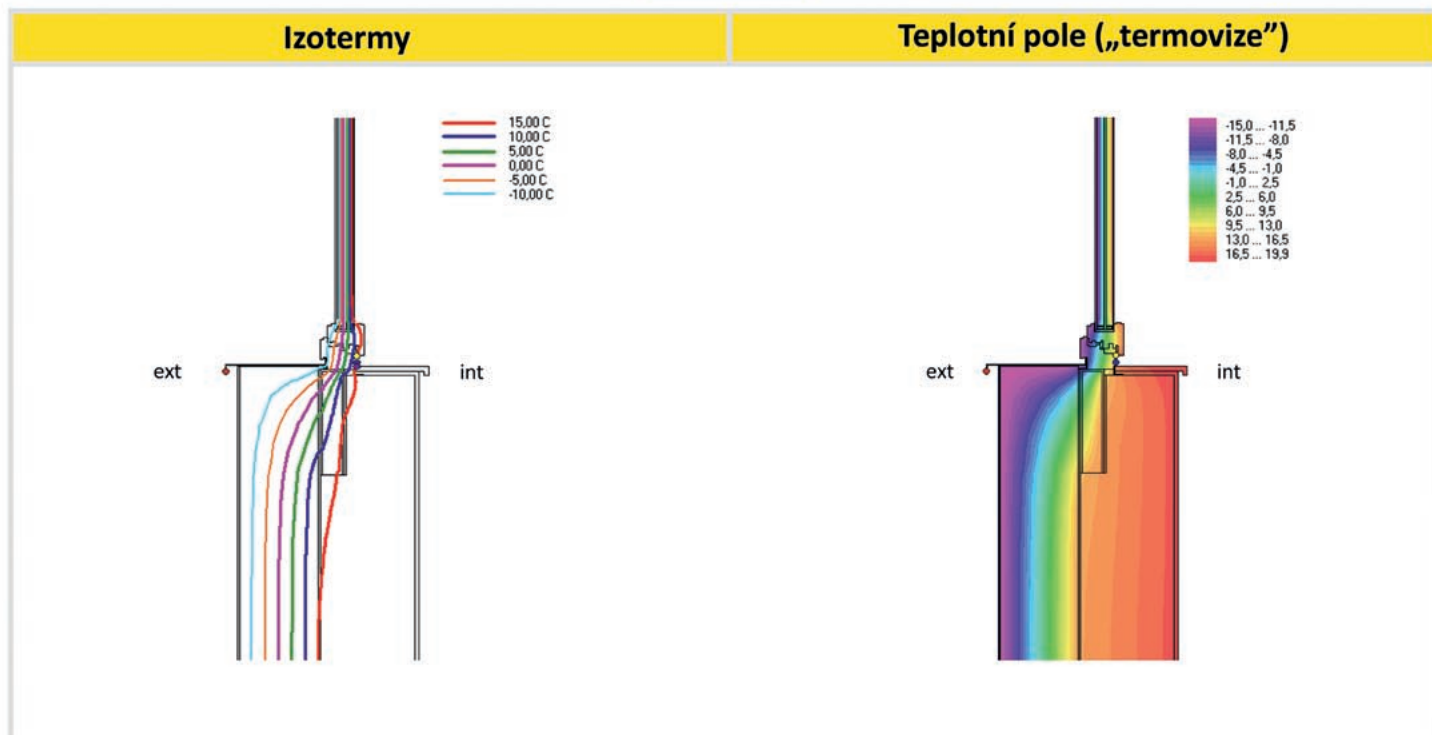 Izotermy
Teplotní pole („termovize”)
15,00 C
10,00 C
5,00 C
0,00 C
-5,00 C
-10,00 C
-15,0 ... -11,5
-11,5 ... -8,0
-8,0 ... -4,5
-4,5 ... -1,0
-1,0 ... 2,5
2,5 ... 6,0
6,0 ... 9,5
9,5 ... 13,0
13,0 ... 16,5
16,5 ... 19,9
ext
int
ext
int